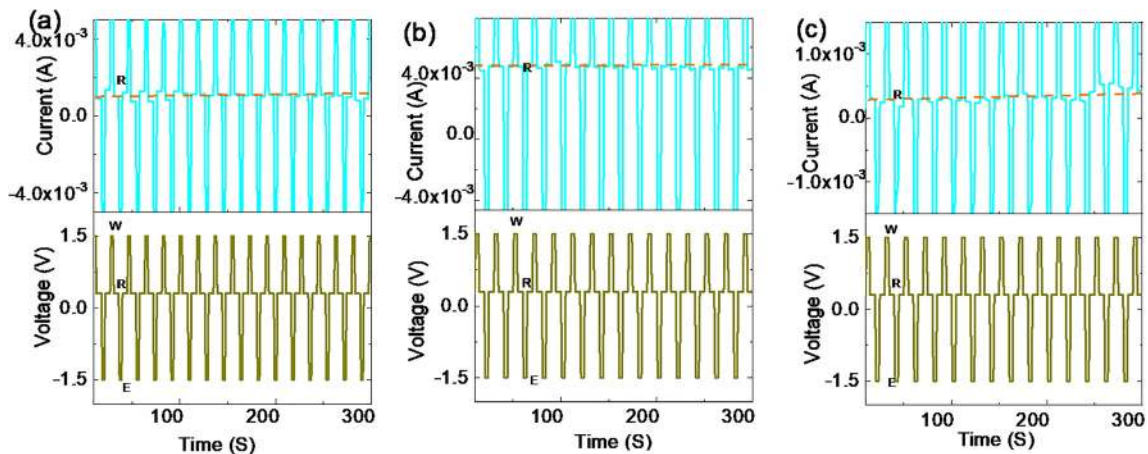 (a)
4.0x10⁻³
R
0.0
-4.0x10⁻³
Current (A)
W
1.5
R
0.0
-1.5
E
Voltage (V)
100 200 300
Time (S)
(b)
4.0x10⁻³
R
0.0
-4.0x10⁻³
Current (A)
W
1.5
R
0.0
-1.5
E
Voltage (V)
100 200 300
Time (S)
(c)
1.0x10⁻³
R
0.0
-1.0x10⁻³
Current (A)
W
1.5
R
0.0
-1.5
E
Voltage (V)
100 200 300
Time (S)